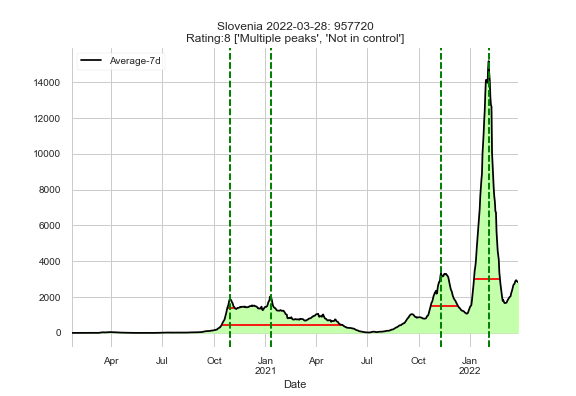 Slovenia 2022-03-28: 957720
Rating:8 ['Multiple peaks', 'Not in control']
Average-7d
14000
12000
10000
8000
6000
4000
2000
0
Apr Jul Oct Jan Apr Jul Oct Jan
2021 2022
Date